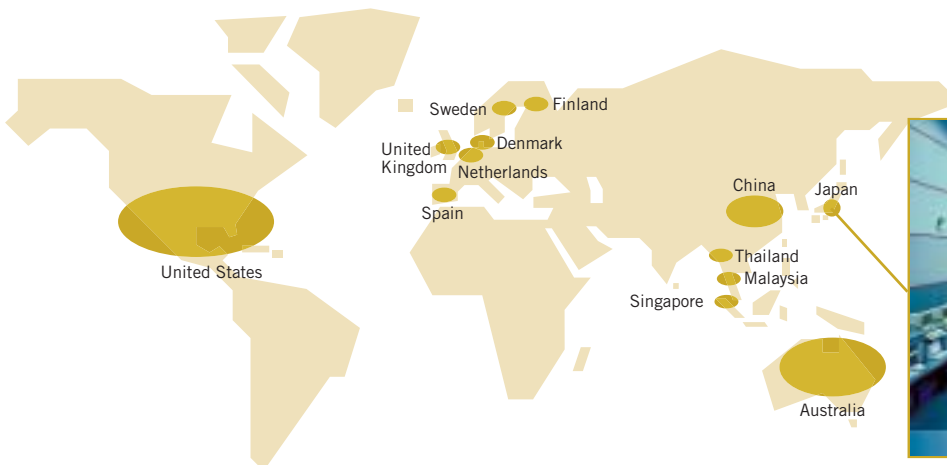 Sweden
Finland
United
Kingdom
Denmark
Netherlands
Spain
China
Japan
United States
Thailand
Malaysia
Singapore
Australia